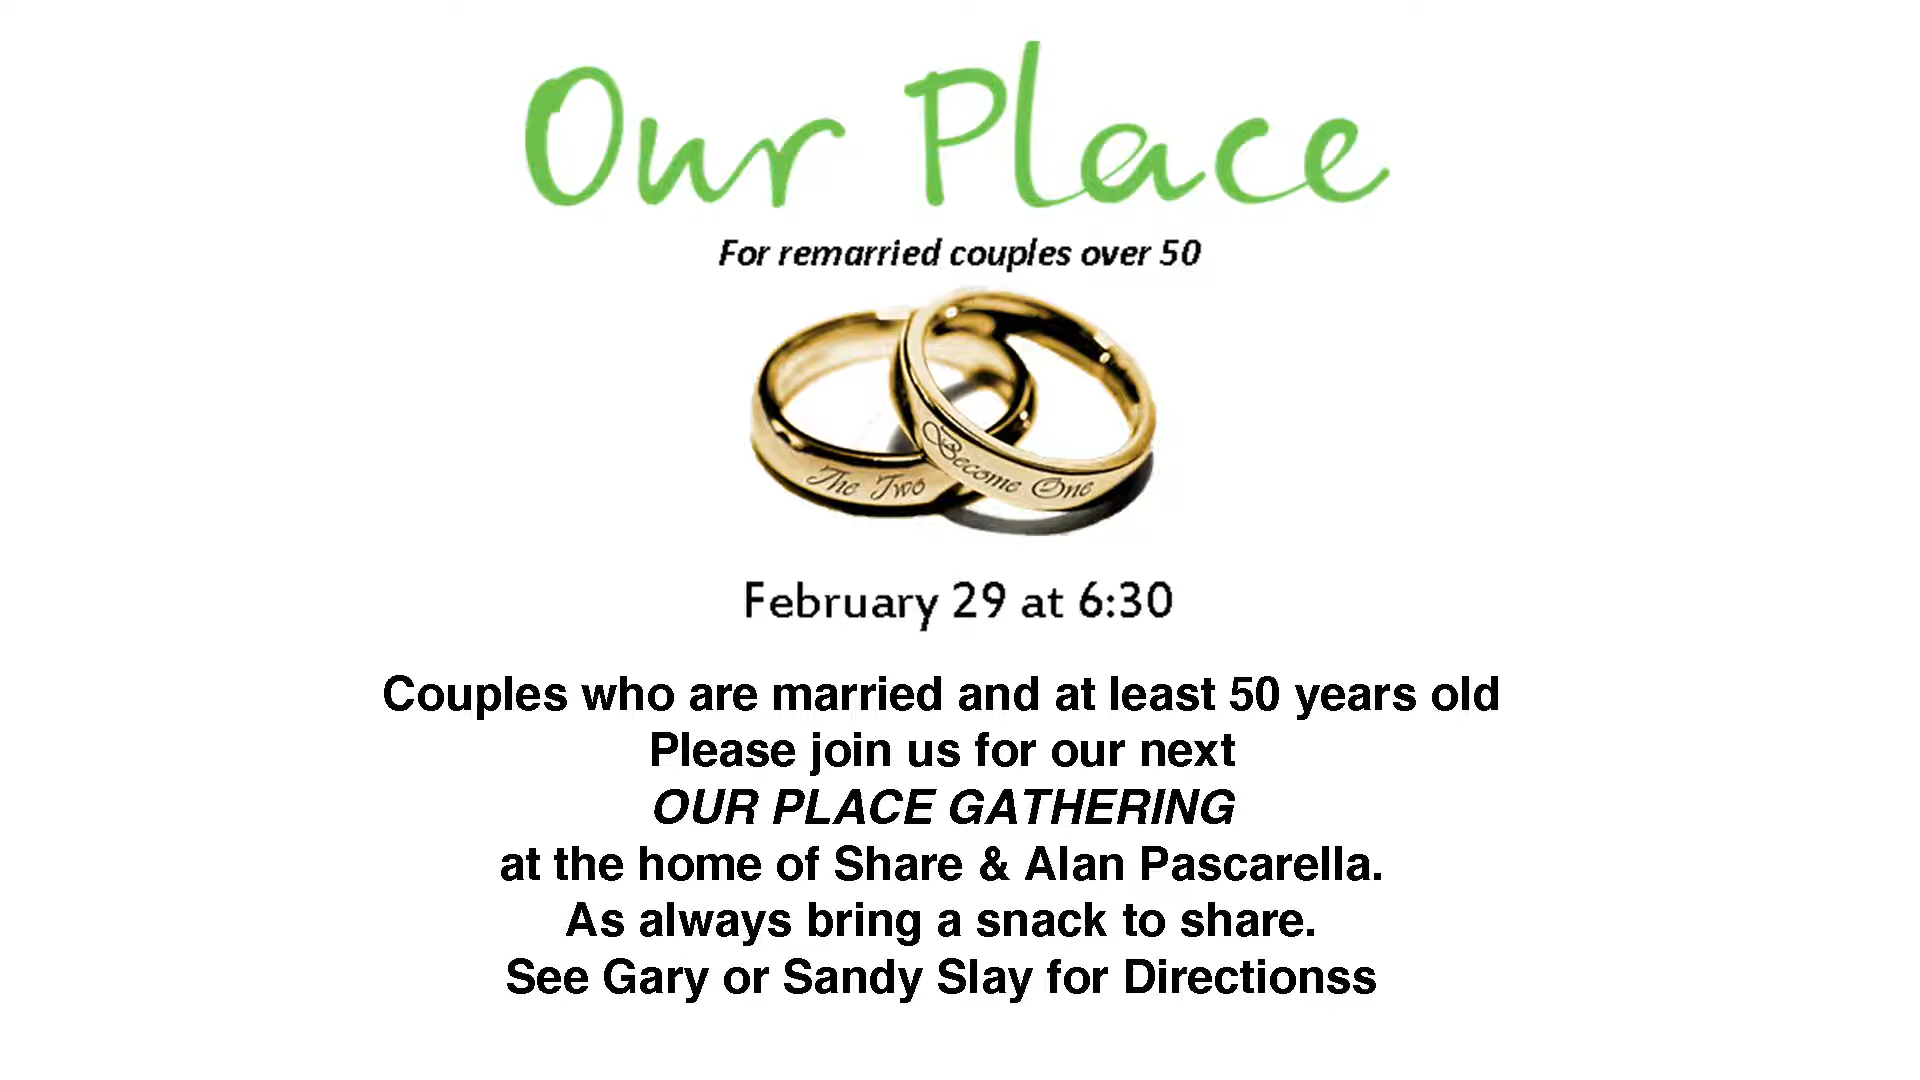 Our Place
For remarried couples over 50
The Two Become One
February 29 at 6:30
Couples who are married and at least 50 years old
Please join us for our next
OUR PLACE GATHERING
at the home of Share & Alan Pascarella.
As always bring a snack to share.
See Gary or Sandy Slay for Directionss